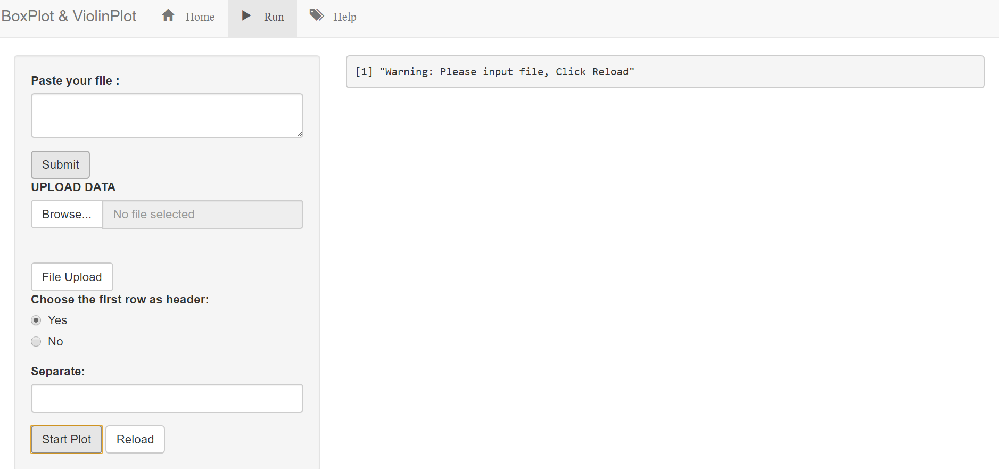 BoxPlot & ViolinPlot Home Run Help
Paste your file :
Submit
UPLOAD DATA
Browse... No file selected
File Upload
Choose the first row as header:
Yes
No
Separate:
Start Plot Reload
[1] "Warning: Please input file, Click Reload"